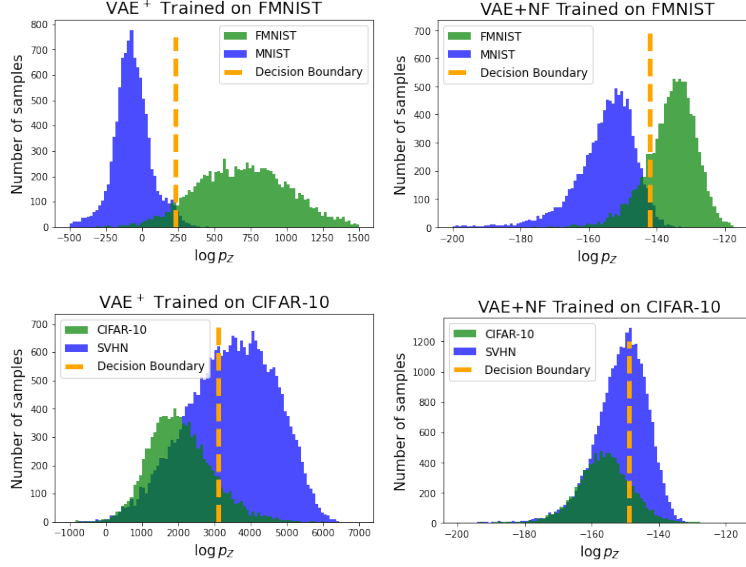 VAE⁺ Trained on FMNIST
Number of samples
800
700
600
500
400
300
200
100
0
FMNIST
MNIST
Decision Boundary
−500
−250
0
250
500
750
1000
1250
1500
log p_Z
VAE+NF Trained on FMNIST
Number of samples
700
600
500
400
300
200
100
0
FMNIST
MNIST
Decision Boundary
−200
−180
−160
−140
−120
log p_Z
VAE⁺ Trained on CIFAR-10
Number of samples
700
600
500
400
300
200
100
0
CIFAR-10
SVHN
Decision Boundary
−1000
0
1000
2000
3000
4000
5000
6000
7000
log p_Z
VAE+NF Trained on CIFAR-10
Number of samples
1200
1000
800
600
400
200
0
CIFAR-10
SVHN
Decision Boundary
−200
−180
−160
−140
−120
log p_Z